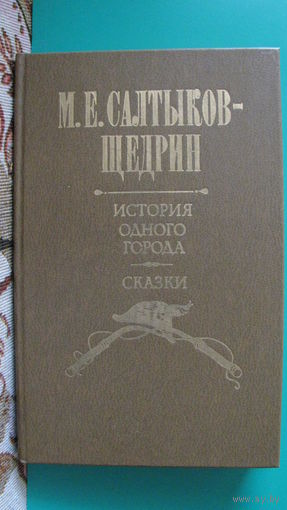 М. Е. САЛТЫКОВ-
ЩЕДРИН
ИСТОРИЯ
ОДНОГО
ГОРОДА
СКАЗКИ